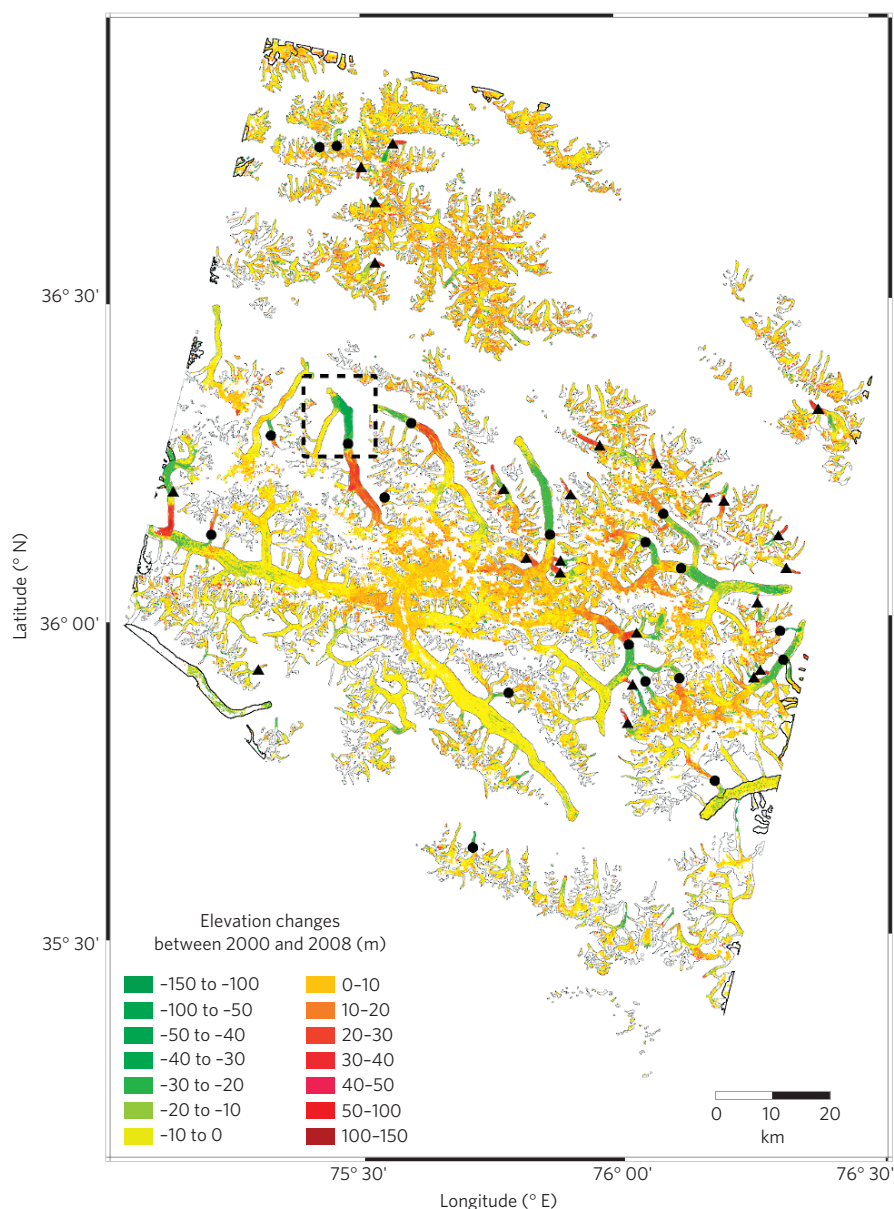 36° 30'
36° 00'
35° 30'
Latitude (° N)
Elevation changes
between 2000 and 2008 (m)
–150 to –100
–100 to –50
–50 to –40
–40 to –30
–30 to –20
–20 to –10
–10 to 0
0–10
10–20
20–30
30–40
40–50
50–100
100–150
0 10 20
km
75° 30' 76° 00' 76° 30'
Longitude (° E)